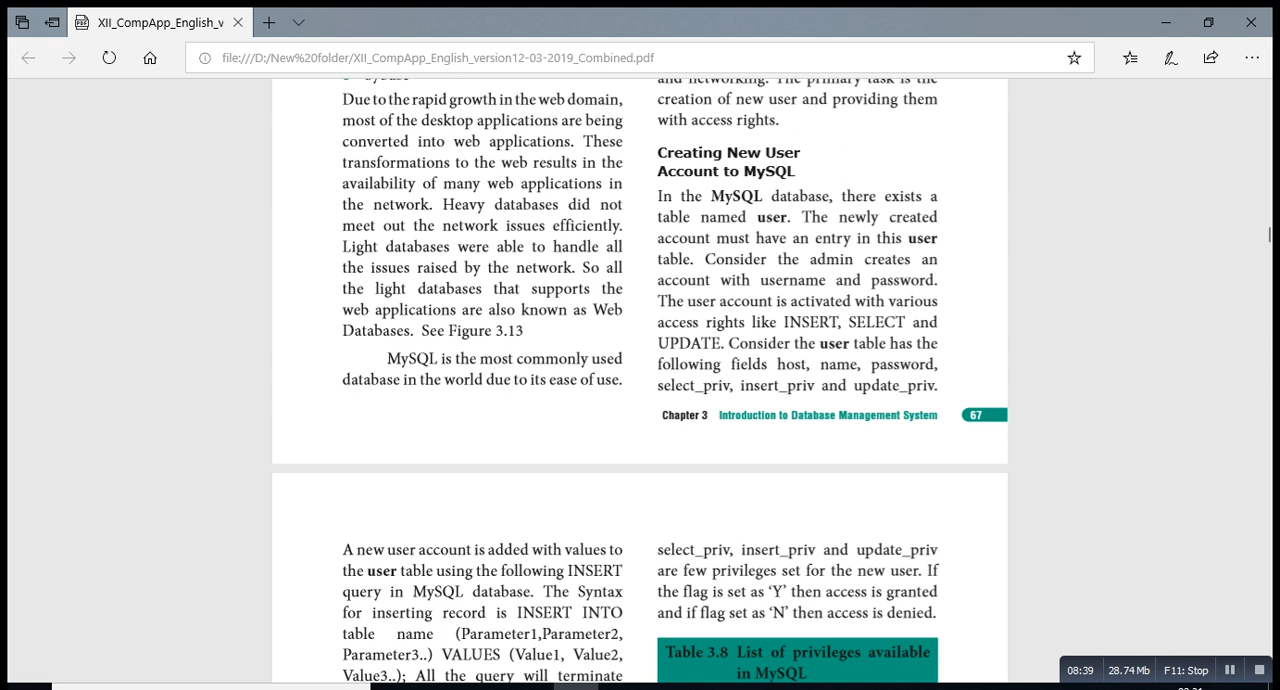 XII_CompApp_English_v
file:///D:/New%20folder/XII_CompApp_English_version12-03-2019_Combined.pdf
Due to the rapid growth in the web domain,
most of the desktop applications are being
converted into web applications. These
transformations to the web results in the
availability of many web applications in
the network. Heavy databases did not
meet out the network issues efficiently.
Light databases were able to handle all
the issues raised by the network. So all
the light databases that supports the
web applications are also known as Web
Databases. See Figure 3.13
MySQL is the most commonly used
database in the world due to its ease of use.
and networking. The primary task is the
creation of new user and providing them
with access rights.
Creating New User
Account to MySQL
In the MySQL database, there exists a
table named user. The newly created
account must have an entry in this user
table. Consider the admin creates an
account with username and password.
The user account is activated with various
access rights like INSERT, SELECT and
UPDATE. Consider the user table has the
following fields host, name, password,
select_priv, insert_priv and update_priv.
Chapter 3 Introduction to Database Management System 67
A new user account is added with values to
the user table using the following INSERT
query in MySQL database. The Syntax
for inserting record is INSERT INTO
table name (Parameter1,Parameter2,
Parameter3..) VALUES (Value1, Value2,
Value3..); All the query will terminate
select_priv, insert_priv and update_priv
are few privileges set for the new user. If
the flag is set as ‘Y’ then access is granted
and if flag set as ‘N’ then access is denied.
Table 3.8 List of privileges available
in MySQL
08:39 28.74 Mb F11: Stop